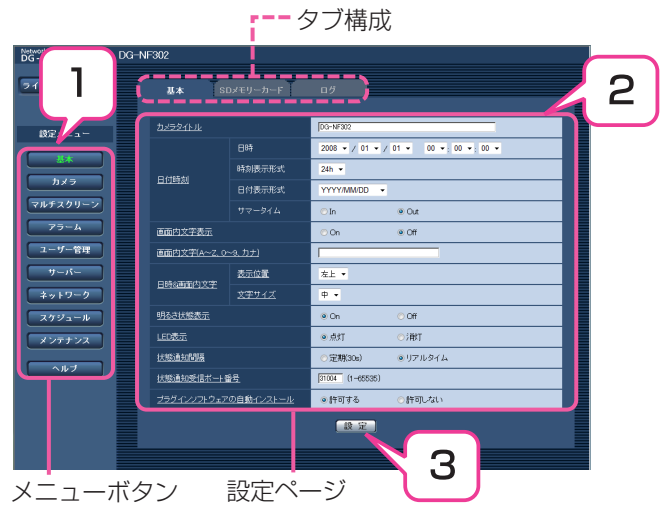 タブ構成
DG-NF302
1
2
基本 SDメモリーカード ログ
設定メニュー
基本
カメラ
マルチスクリーン
アラーム
ユーザー管理
サーバー
ネットワーク
スケジュール
メンテナンス
ヘルプ
カメラタイトル DG-NF302
日付時刻
日時 2008 / 01 / 01 00 : 00 : 00
時刻表示形式 24h
日付表示形式 YYYY/MM/DD
サマータイム In Out
画面内文字表示 On Off
画面内文字(A~Z, 0~9, カナ)
日時&画面内文字
表示位置 左上
文字サイズ 中
明るさ状態表示 On Off
LED表示 点灯 消灯
状態通知間隔 定期(30s) リアルタイム
状態通知受信ポート番号 31004 (1-65535)
プラグインソフトウェアの自動インストール 許可する 許可しない
設定
3
メニューボタン 設定ページ